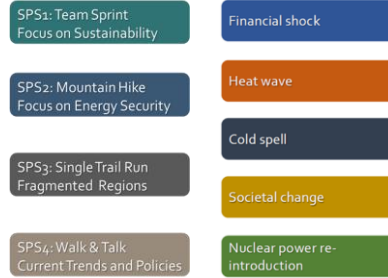 SPS1: Team Sprint
Focus on Sustainability
SPS2: Mountain Hike
Focus on Energy Security
SPS3: Single Trail Run
Fragmented Regions
SPS4: Walk & Talk
Current Trends and Policies
Financial shock
Heat wave
Cold spell
Societal change
Nuclear power re-
introduction